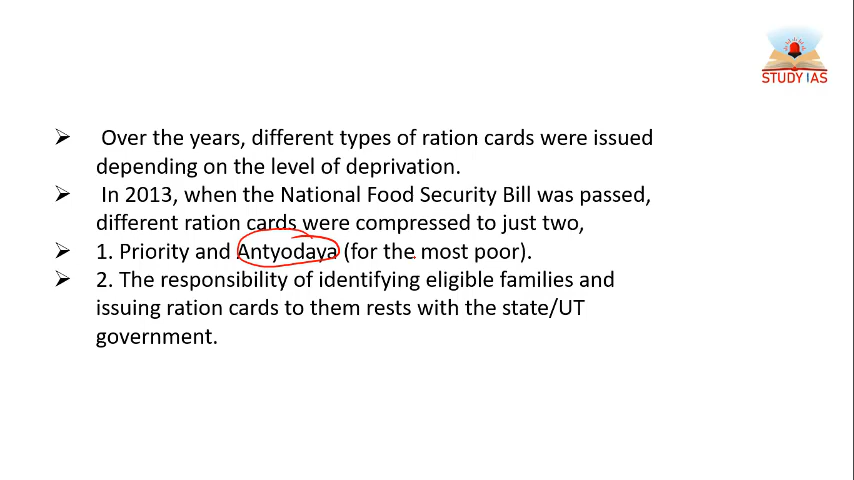 STUDY IAS
➢ Over the years, different types of ration cards were issued
depending on the level of deprivation.
➢ In 2013, when the National Food Security Bill was passed,
different ration cards were compressed to just two,
➢ 1. Priority and Antyodaya (for the most poor).
➢ 2. The responsibility of identifying eligible families and
issuing ration cards to them rests with the state/UT
government.